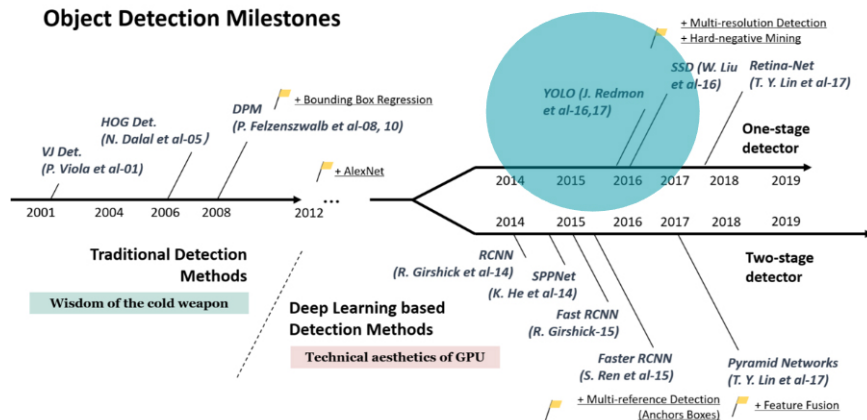 Object Detection Milestones
+ Multi-resolution Detection
+ Hard-negative Mining
SSD (W. Liu
et al-16)
Retina-Net
(T. Y. Lin et al-17)
YOLO (J. Redmon
et al-16,17)
DPM
(P. Felzenszwalb et al-08, 10)
+ Bounding Box Regression
HOG Det.
(N. Dalal et al-05)
VJ Det.
(P. Viola et al-01)
+ AlexNet
One-stage
detector
2014 2015 2016 2017 2018 2019
2001 2004 2006 2008 2012 ...
2014 2015 2016 2017 2018 2019
Two-stage
detector
Traditional Detection
Methods
Wisdom of the cold weapon
Deep Learning based
Detection Methods
Technical aesthetics of GPU
RCNN
(R. Girshick et al-14)
SPPNet
(K. He et al-14)
Fast RCNN
(R. Girshick-15)
Faster RCNN
(S. Ren et al-15)
Pyramid Networks
(T. Y. Lin et al-17)
+ Multi-reference Detection
(Anchors Boxes)
+ Feature Fusion